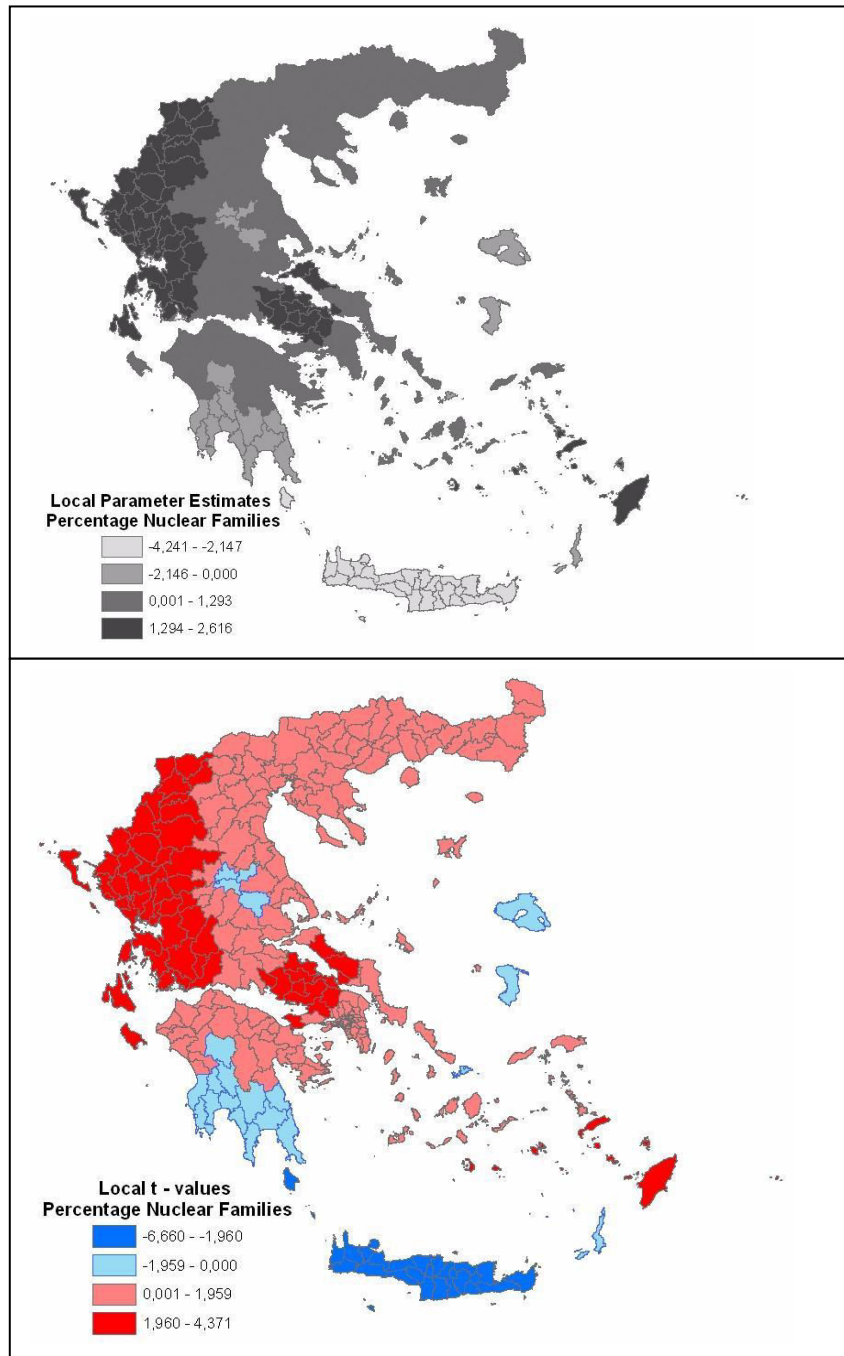 Local Parameter Estimates
Percentage Nuclear Families
-4,241 - -2,147
-2,146 - 0,000
0,001 - 1,293
1,294 - 2,616
Local t - values
Percentage Nuclear Families
-6,660 - -1,960
-1,959 - 0,000
0,001 - 1,959
1,960 - 4,371